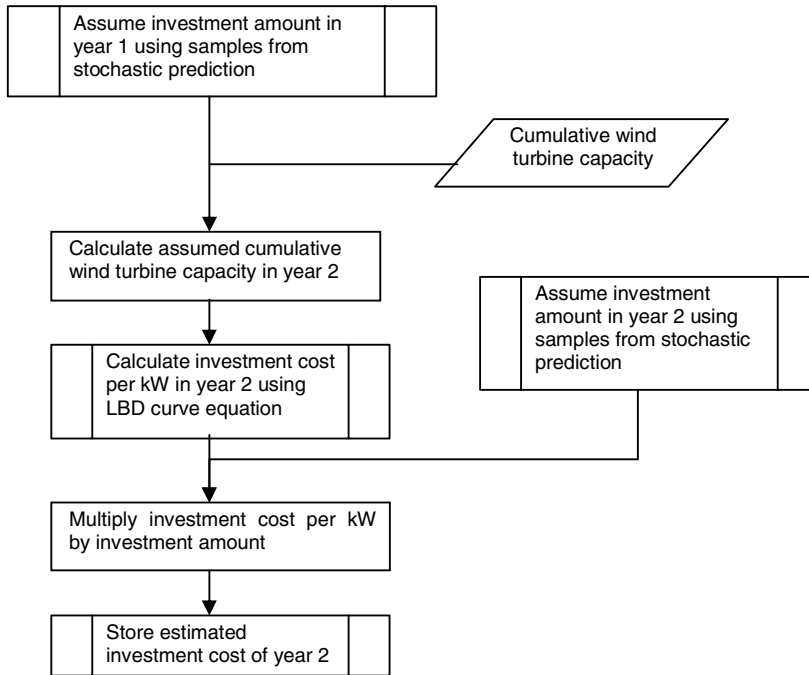 Assume investment amount in
year 1 using samples from
stochastic prediction
Cumulative wind
turbine capacity
Calculate assumed cumulative
wind turbine capacity in year 2
Assume investment
amount in year 2 using
samples from stochastic
prediction
Calculate investment cost
per kW in year 2 using
LBD curve equation
Multiply investment cost per kW
by investment amount
Store estimated
investment cost of year 2